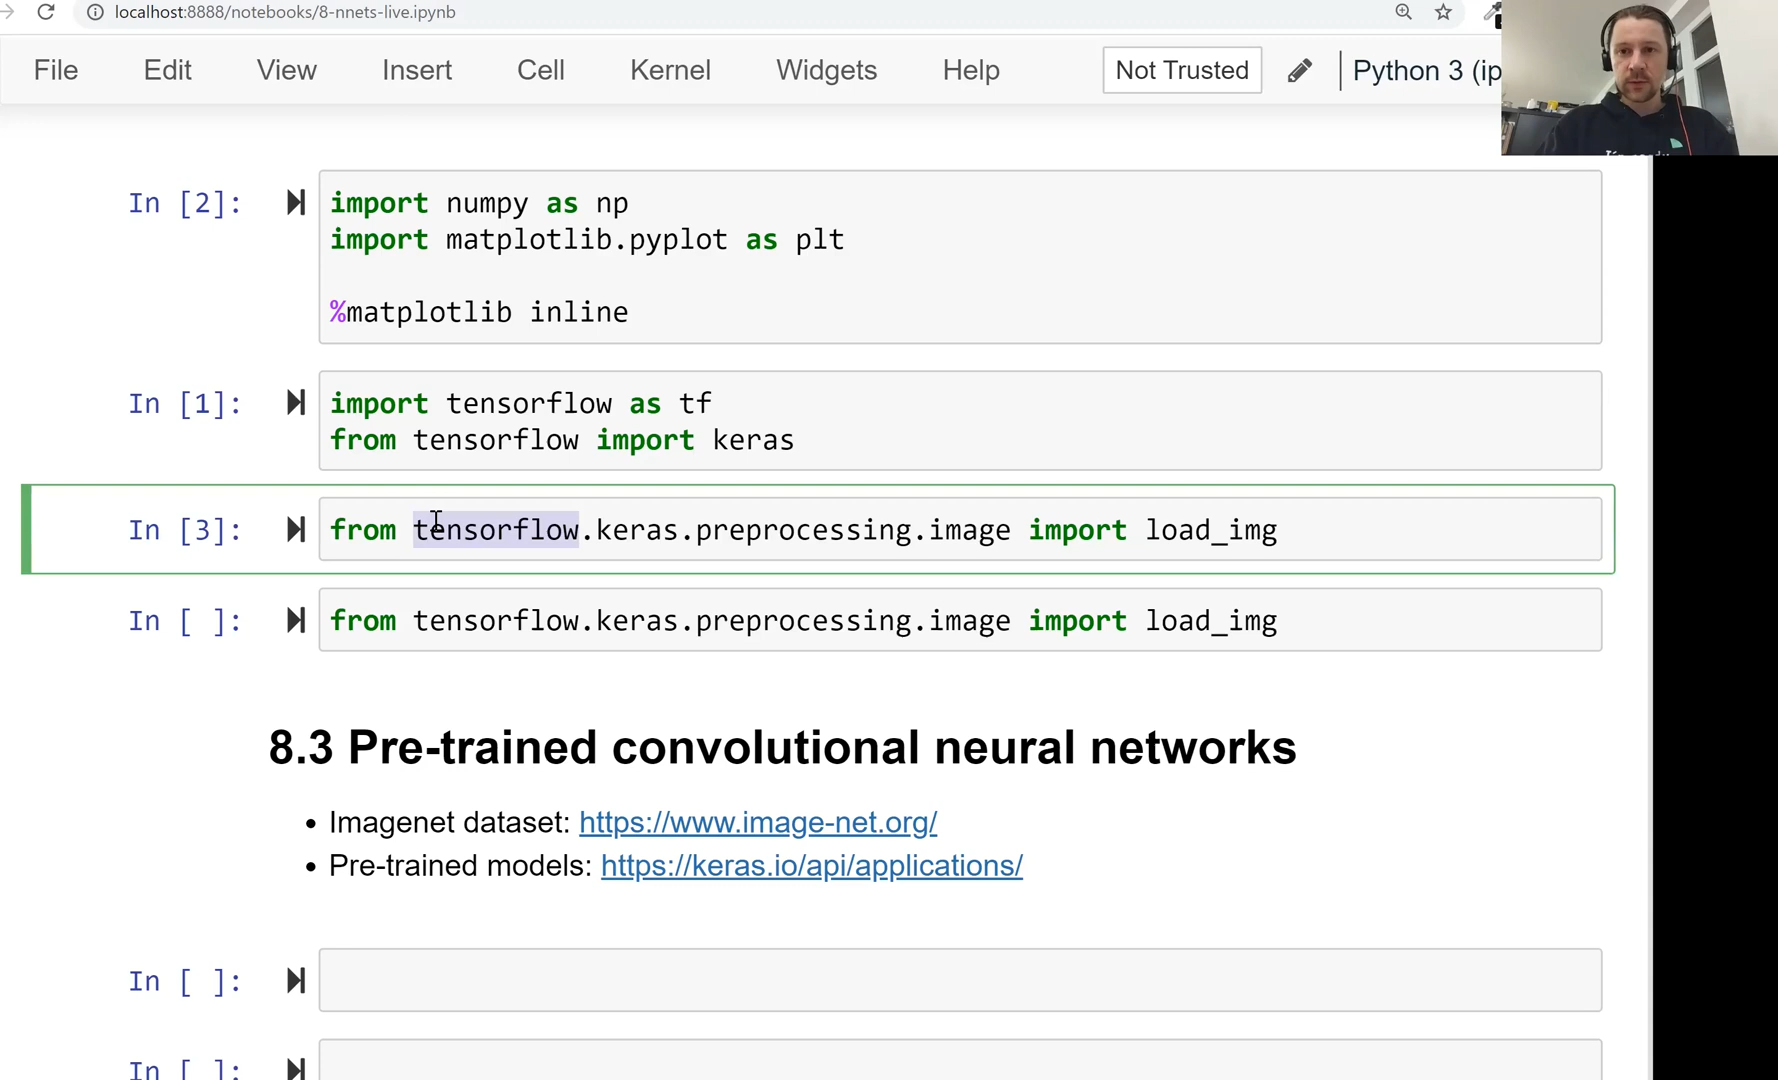 localhost:8888/notebooks/8-nnets-live.ipynb
File Edit View Insert Cell Kernel Widgets Help Not Trusted Python 3 (ip
In [2]: import numpy as np
import matplotlib.pyplot as plt
%matplotlib inline
In [1]: import tensorflow as tf
from tensorflow import keras
In [3]: from tensorflow.keras.preprocessing.image import load_img
In [ ]: from tensorflow.keras.preprocessing.image import load_img
8.3 Pre-trained convolutional neural networks
• Imagenet dataset: https://www.image-net.org/
• Pre-trained models: https://keras.io/api/applications/
In [ ]:
In [ ]: